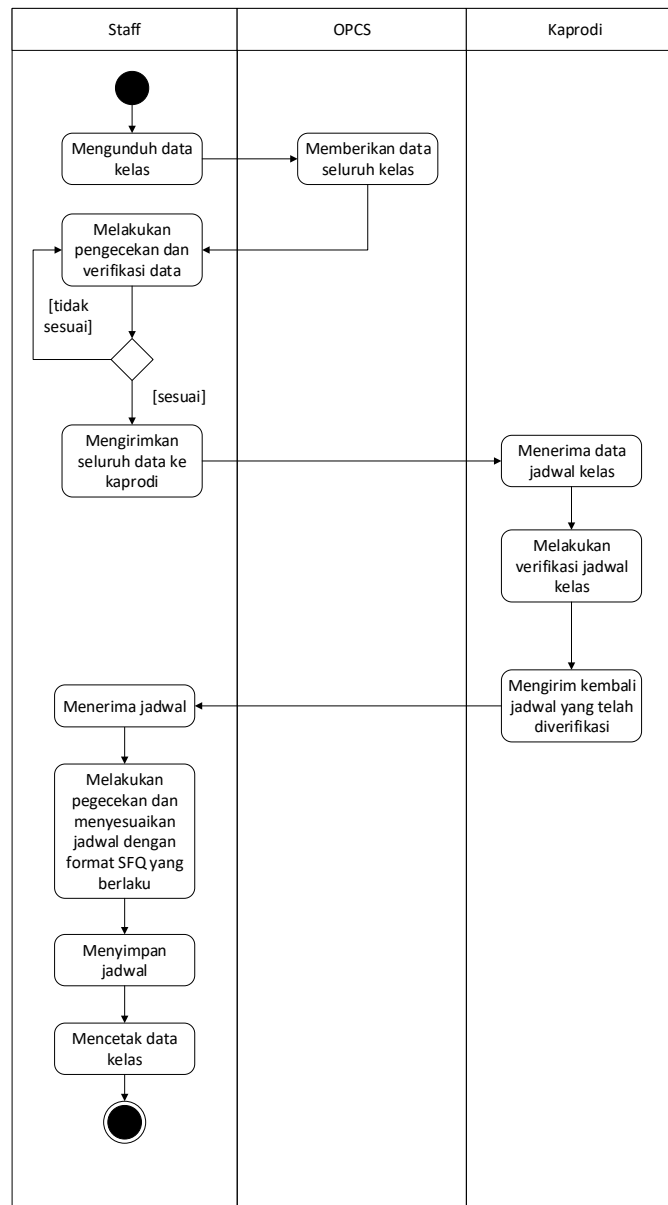 Staff
OPCS
Kaprodi
Mengunduh data
kelas
Memberikan data
seluruh kelas
Melakukan
pengecekan dan
verifikasi data
[tidak
sesuai]
[sesuai]
Mengirimkan
seluruh data ke
kaprodi
Menerima data
jadwal kelas
Melakukan
verifikasi jadwal
kelas
Mengirim kembali
jadwal yang telah
diverifikasi
Menerima jadwal
Melakukan
pegecekan dan
menyesuaikan
jadwal dengan
format SFQ yang
berlaku
Menyimpan
jadwal
Mencetak data
kelas